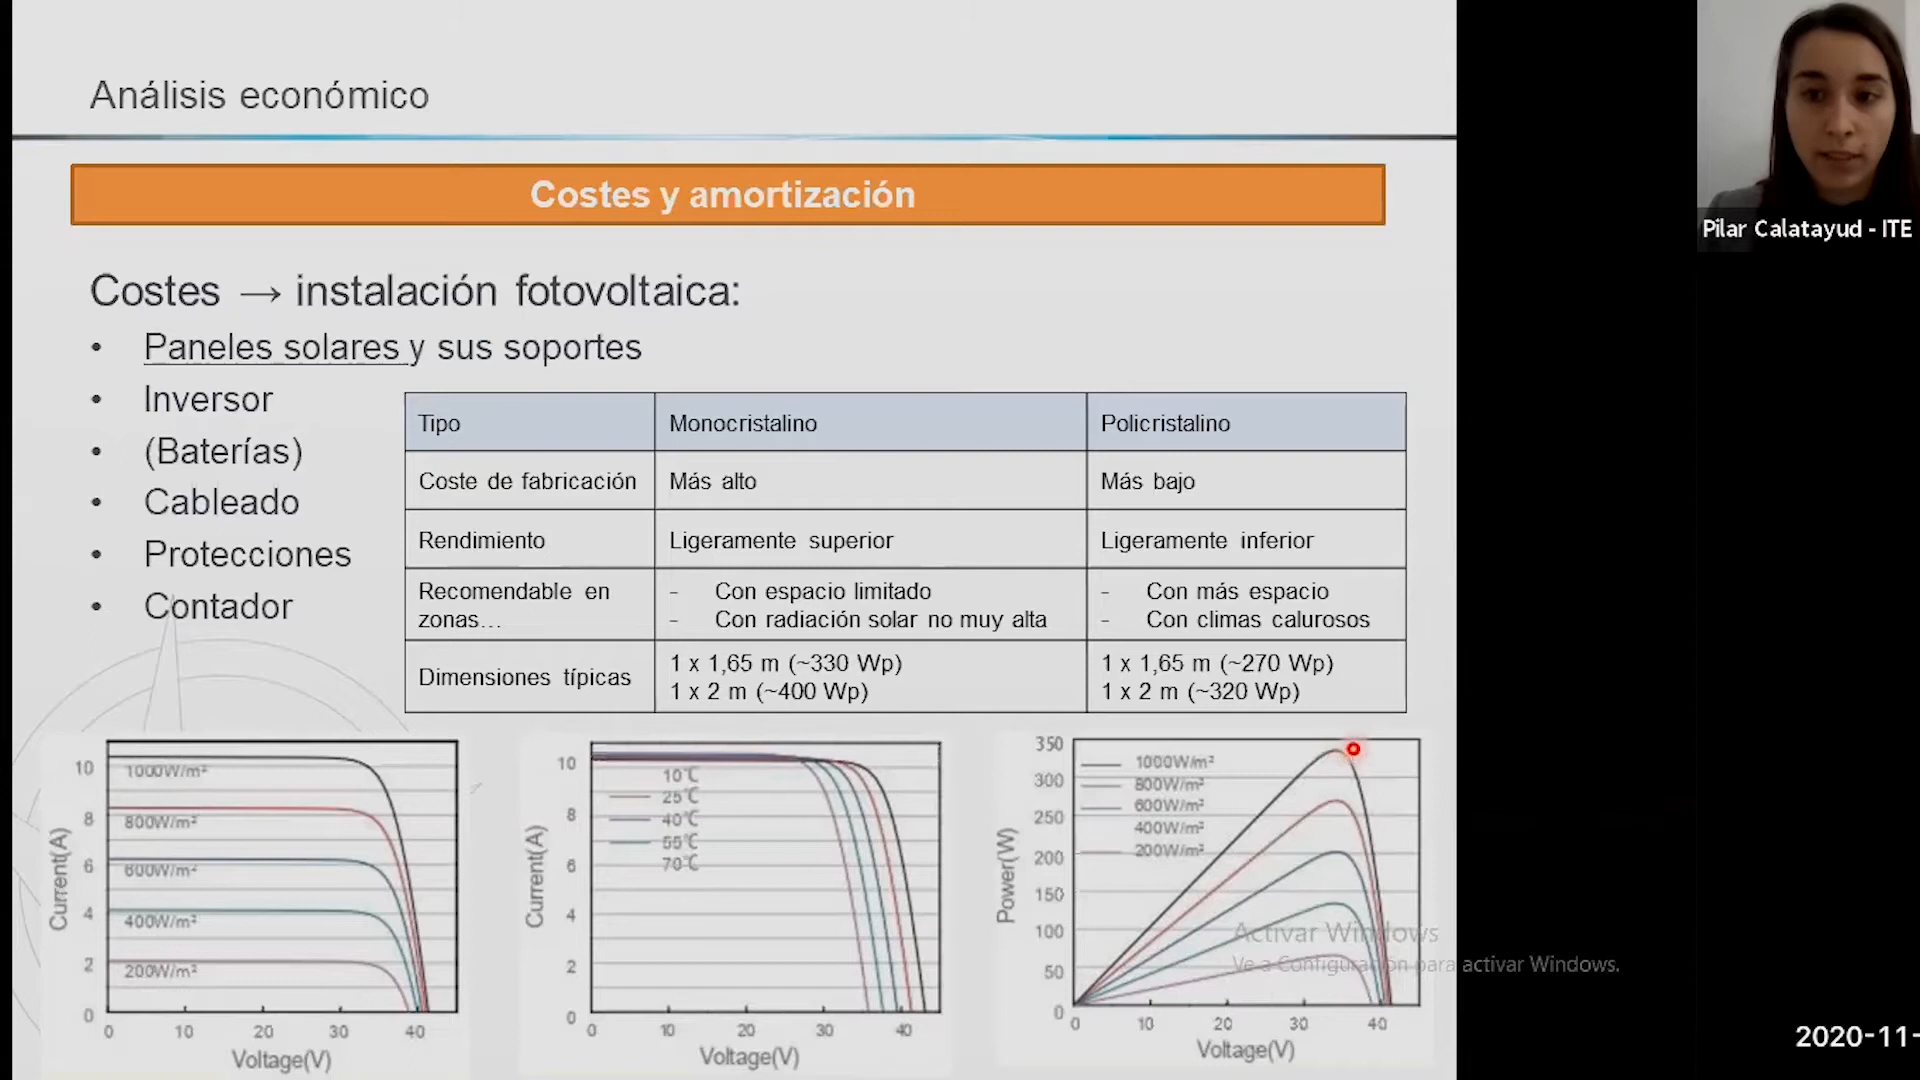 Análisis económico
Costes y amortización
Costes → instalación fotovoltaica:
• Paneles solares y sus soportes
• Inversor
• (Baterías)
• Cableado
• Protecciones
• Contador
Tipo Monocristalino Policristalino
Coste de fabricación Más alto Más bajo
Rendimiento Ligeramente superior Ligeramente inferior
Recomendable en zonas... - Con espacio limitado - Con más espacio
- Con radiación solar no muy alta - Con climas calurosos
Dimensiones típicas 1 x 1,65 m (~330 Wp) 1 x 1,65 m (~270 Wp)
1 x 2 m (~400 Wp) 1 x 2 m (~320 Wp)
Current(A)
10
8
6
4
2
0
1000W/m²
800W/m²
600W/m²
400W/m²
200W/m²
0 10 20 30 40
Voltage(V)
Current(A)
10
8
6
4
2
0
10℃
25℃
40℃
55℃
70℃
0 10 20 30 40
Voltage(V)
Power(W)
350
300
250
200
150
100
50
0
1000W/m²
800W/m²
600W/m²
400W/m²
200W/m²
0 10 20 30 40
Voltage(V)
Activar Windows
Ve a Configuración para activar Windows.
Pilar Calatayud - ITE
2020-11-